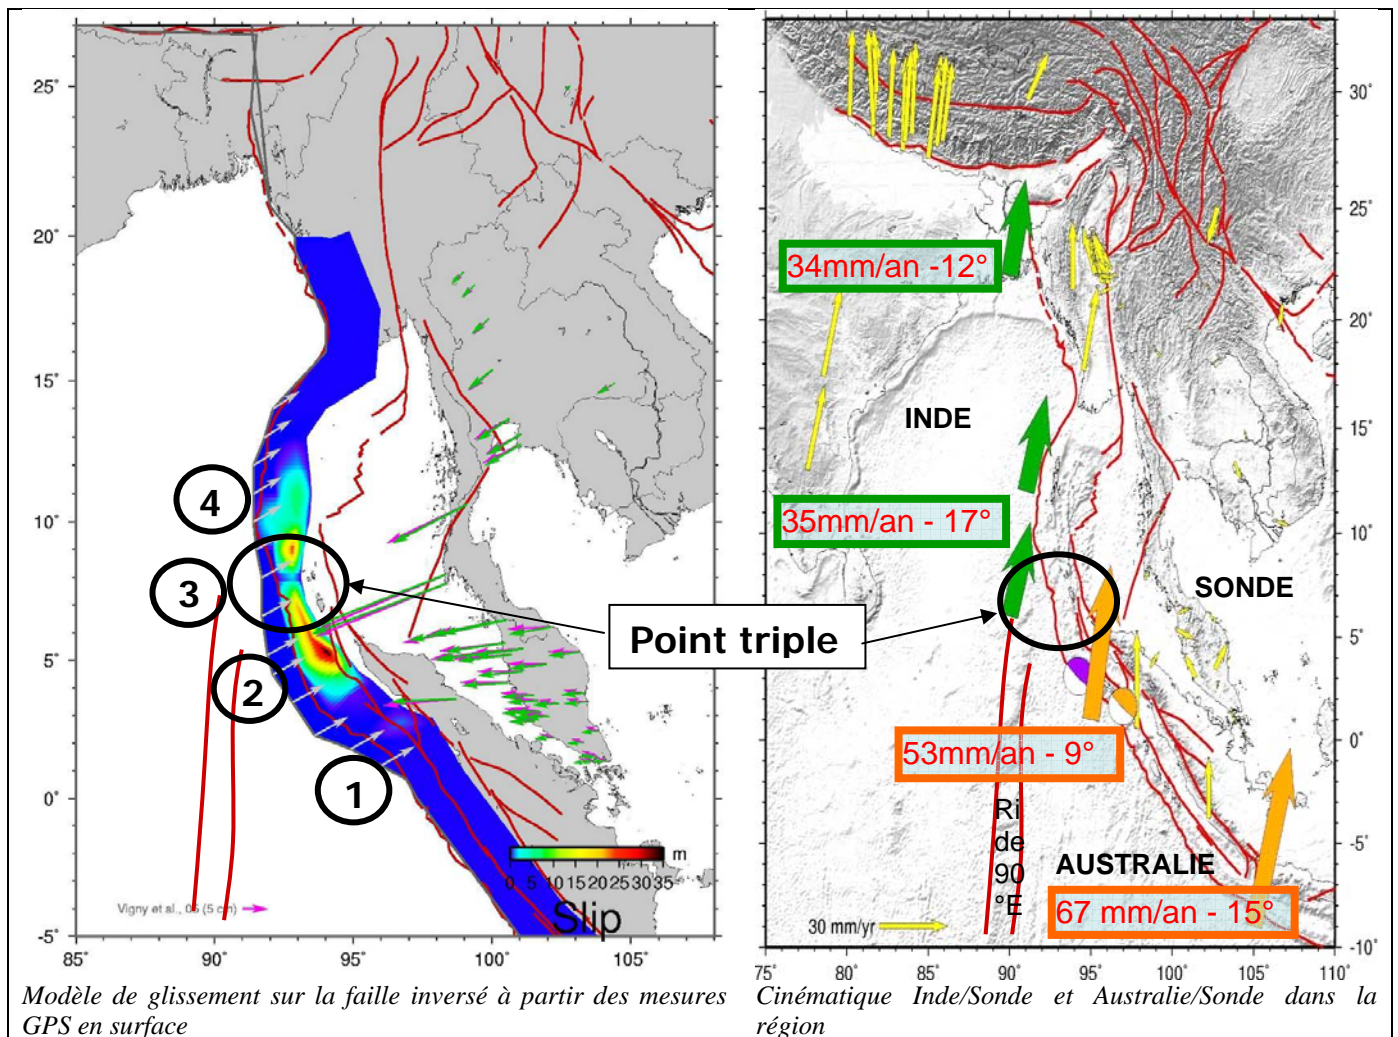 25°
20°
15°
10°
5°
0°
-5°
85°
90°
95°
100°
105°
4
3
2
1
m
0 5 10 15 20 25 30 35
Slip
Vigny et al., 05 (5 cm)
Point triple
34mm/an -12°
35mm/an - 17°
53mm/an - 9°
67 mm/an - 15°
INDE
SONDE
AUSTRALIE
Ri
de
90
°E
30 mm/yr
30°
25°
20°
15°
10°
5°
0°
-5°
-10°
75°
80°
85°
90°
95°
100°
105°
110°
Modèle de glissement sur la faille inversé à partir des mesures
GPS en surface
Cinématique Inde/Sonde et Australie/Sonde dans la
région